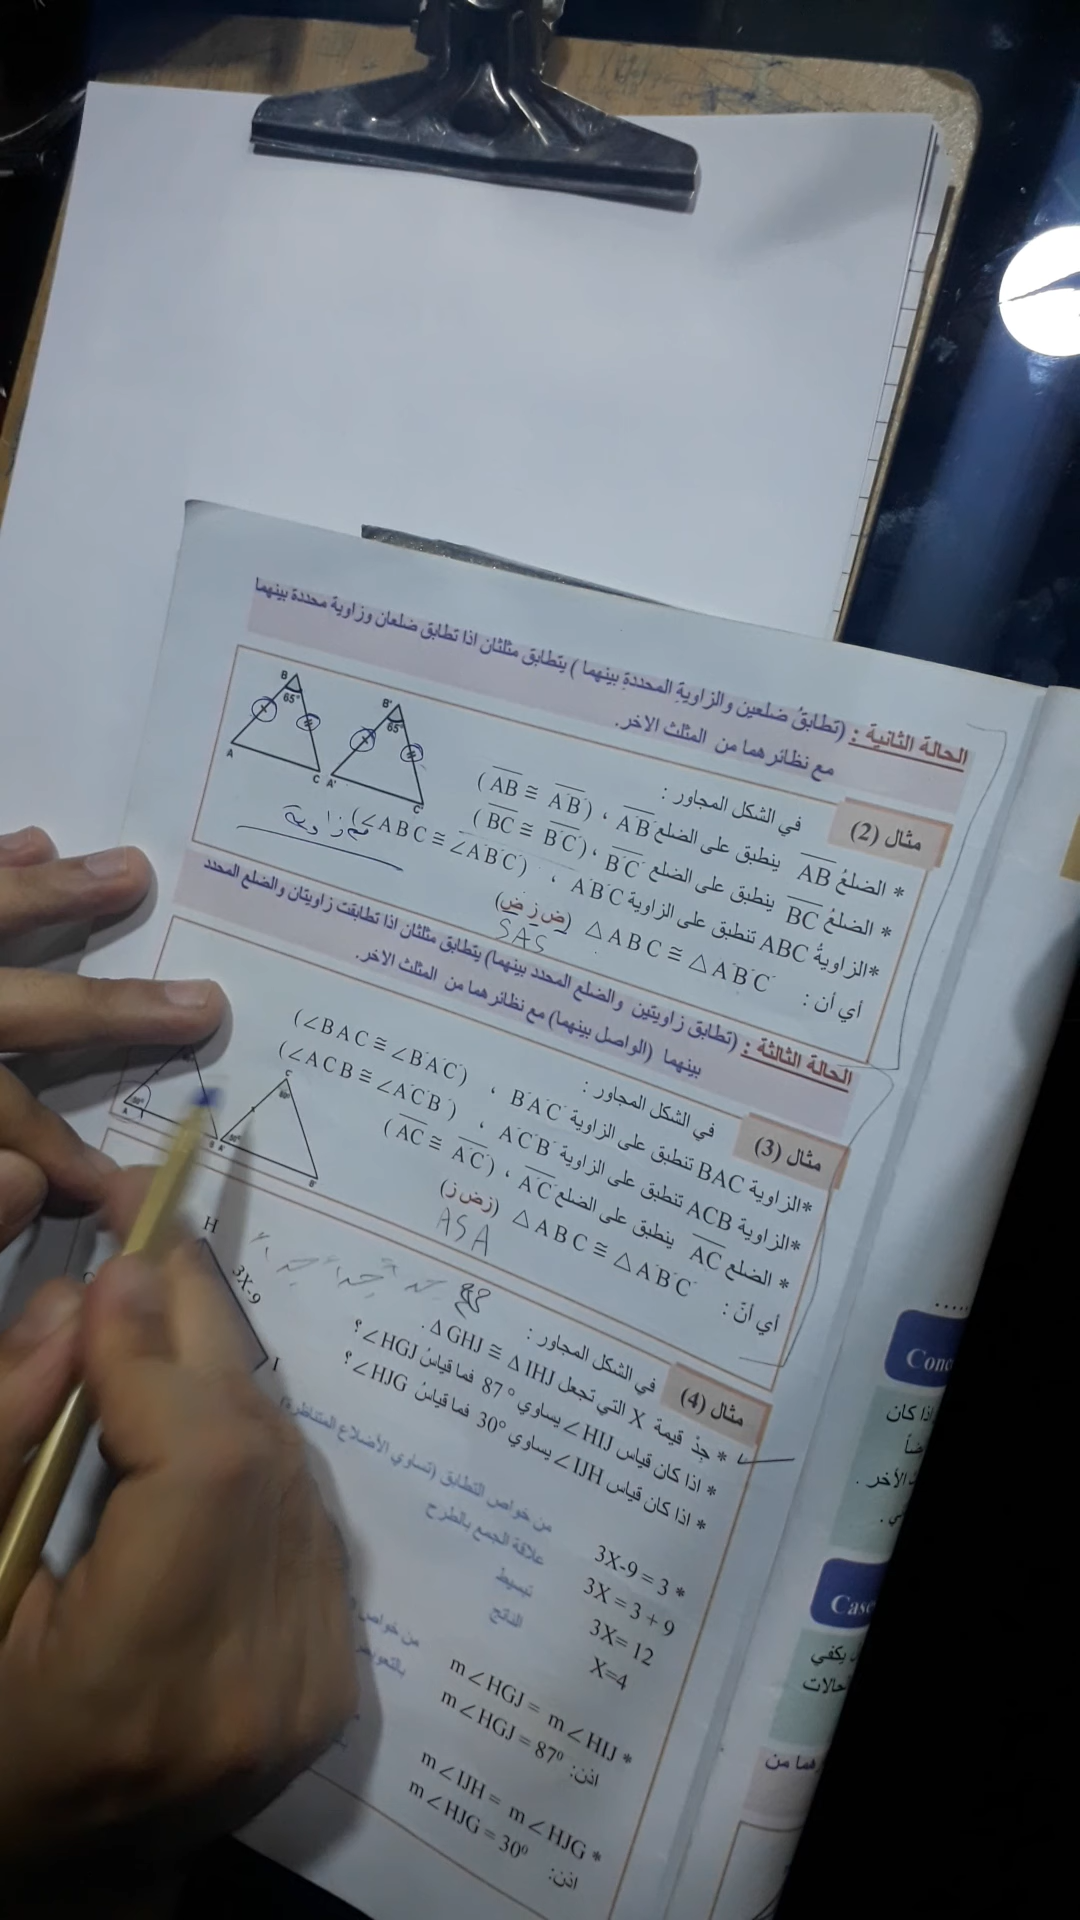 الحالة الثانية : (تطابقُ ضلعين والزاوية المحددة بينهما ) يتطابق مثلثان اذا تطابق ضلعان وزاوية محددة بينهما
مع نظائرهما من المثلث الاخر.
مثال (2)
في الشكل المجاور :
* الضلعُ AB ينطبق على الضلع A'B' ، (AB ≅ A'B')
* الضلعُ BC ينطبق على الضلع B'C' ، (BC ≅ B'C')
*الزاويةُ ABC تنطبق على الزاوية A'B'C' ، (∠ABC ≅ ∠A'B'C')
أي أن : △ABC ≅ △A'B'C' (ض ز ض)
SAS
B
65°
A
C
B'
65°
A'
C'
الحالة الثالثة : (تطابق زاويتين والضلع المحدد بينهما) يتطابق مثلثان اذا تطابقت زاويتان والضلع المحدد
بينهما (الواصل بينهما) مع نظائرهما من المثلث الاخر.
مثال (3)
في الشكل المجاور :
*الزاوية BAC تنطبق على الزاوية B'A'C' ، (∠BAC ≅ ∠B'A'C')
*الزاوية ACB تنطبق على الزاوية A'C'B' ، (∠ACB ≅ ∠A'C'B')
* الضلع AC ينطبق على الضلع A'C' ، (AC ≅ A'C')
أي أنّ : △ABC ≅ △A'B'C' (ز ض ز)
ASA
مثال (4)
في الشكل المجاور :
* جِدْ قيمة X التي تجعل △GHJ ≅ △IHJ .
* اذا كان قياس ∠HIJ يساوي 87° فما قياسُ ∠HGJ ؟
* اذا كان قياس ∠IJH يساوي 30° فما قياسُ ∠HJG ؟
H
3X-9
I
* 3X-9 = 3 من خواص التطابق (تساوي الأضلاع المتناظرة)
3X = 3 + 9 علاقة الجمع بالطرح
3X= 12 تبسيط
X=4 الناتج
* m∠HGJ = m∠HIJ من خواص
اذن: m∠HGJ = 87°
* m∠IJH = m∠HJG
اذن: m∠HJG = 30°
Case